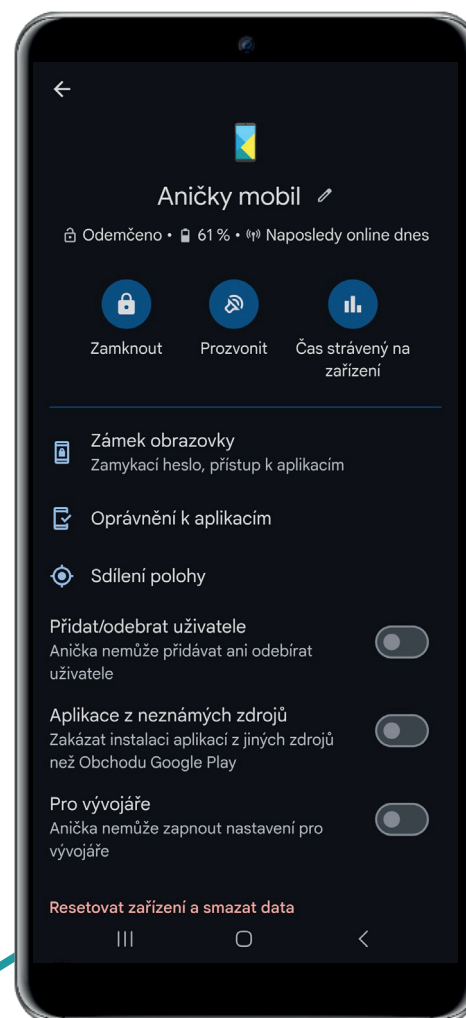 Aničky mobil
Odemčeno • 61 % • Naposledy online dnes
Zamknout
Prozvonit
Čas strávený na
zařízení
Zámek obrazovky
Zamykací heslo, přístup k aplikacím
Oprávnění k aplikacím
Sdílení polohy
Přidat/odebrat uživatele
Anička nemůže přidávat ani odebírat
uživatele
Aplikace z neznámých zdrojů
Zakázat instalaci aplikací z jiných zdrojů
než Obchodu Google Play
Pro vývojáře
Anička nemůže zapnout nastavení pro
vývojáře
Resetovat zařízení a smazat data